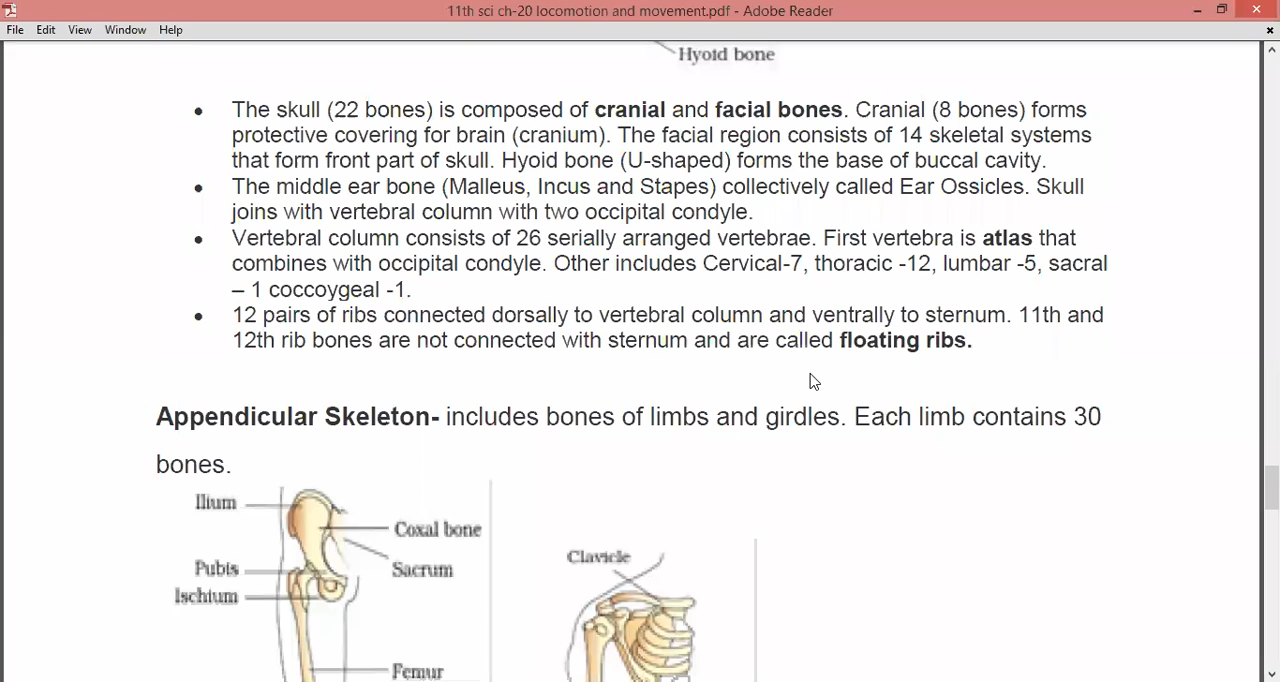 11th sci ch-20 locomotion and movement.pdf - Adobe Reader
File Edit View Window Help
Hyoid bone
• The skull (22 bones) is composed of cranial and facial bones. Cranial (8 bones) forms
protective covering for brain (cranium). The facial region consists of 14 skeletal systems
that form front part of skull. Hyoid bone (U-shaped) forms the base of buccal cavity.
• The middle ear bone (Malleus, Incus and Stapes) collectively called Ear Ossicles. Skull
joins with vertebral column with two occipital condyle.
• Vertebral column consists of 26 serially arranged vertebrae. First vertebra is atlas that
combines with occipital condyle. Other includes Cervical-7, thoracic -12, lumbar -5, sacral
– 1 coccoygeal -1.
• 12 pairs of ribs connected dorsally to vertebral column and ventrally to sternum. 11th and
12th rib bones are not connected with sternum and are called floating ribs.
Appendicular Skeleton- includes bones of limbs and girdles. Each limb contains 30
bones.
Ilium
Coxal bone
Clavicle
Pubis
Sacrum
Ischium
Femur